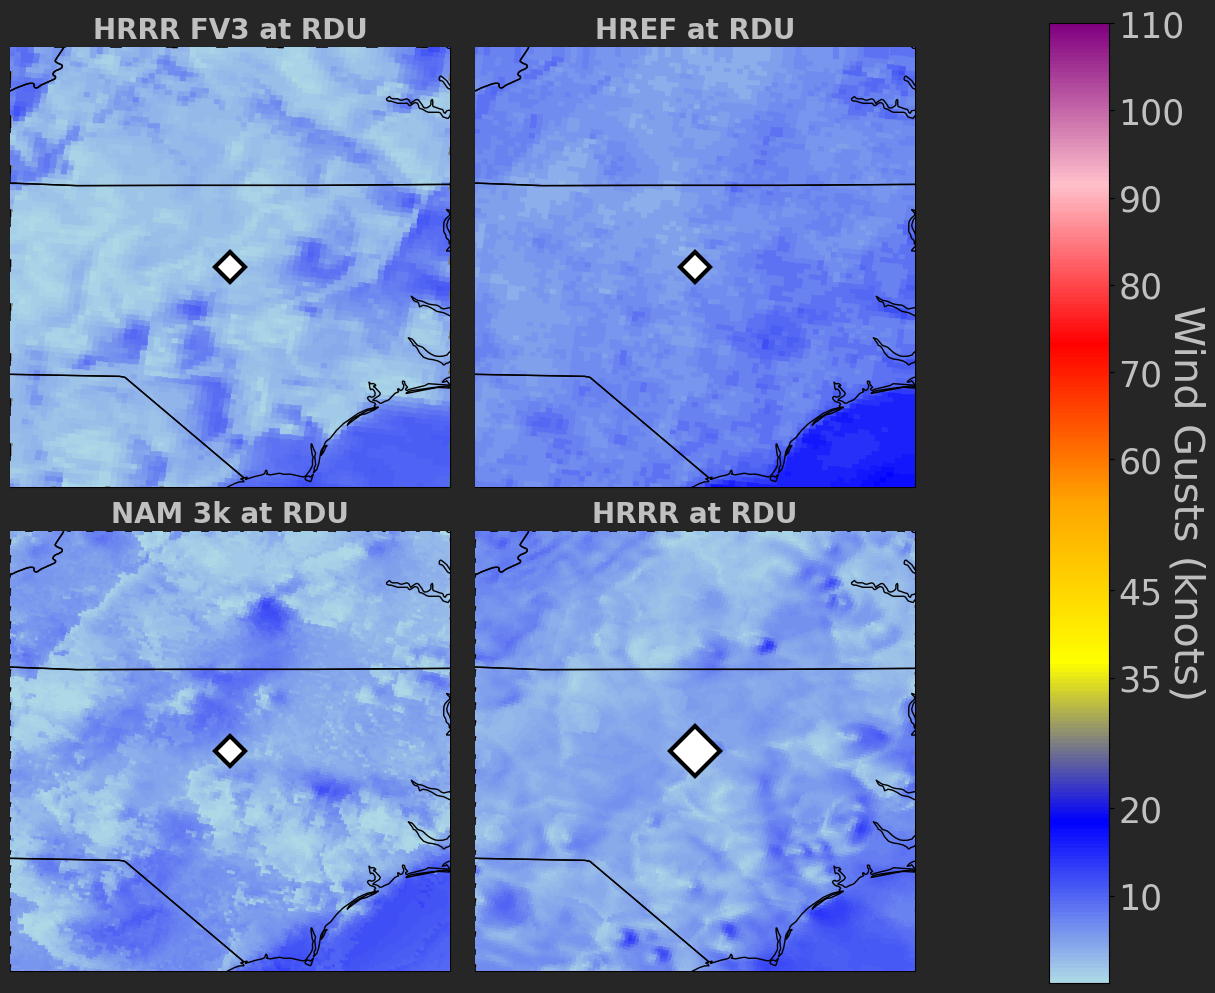 HRRR FV3 at RDU
HREF at RDU
NAM 3k at RDU
HRRR at RDU
110
100
90
80
70
60
45
35
20
10
Wind Gusts (knots)